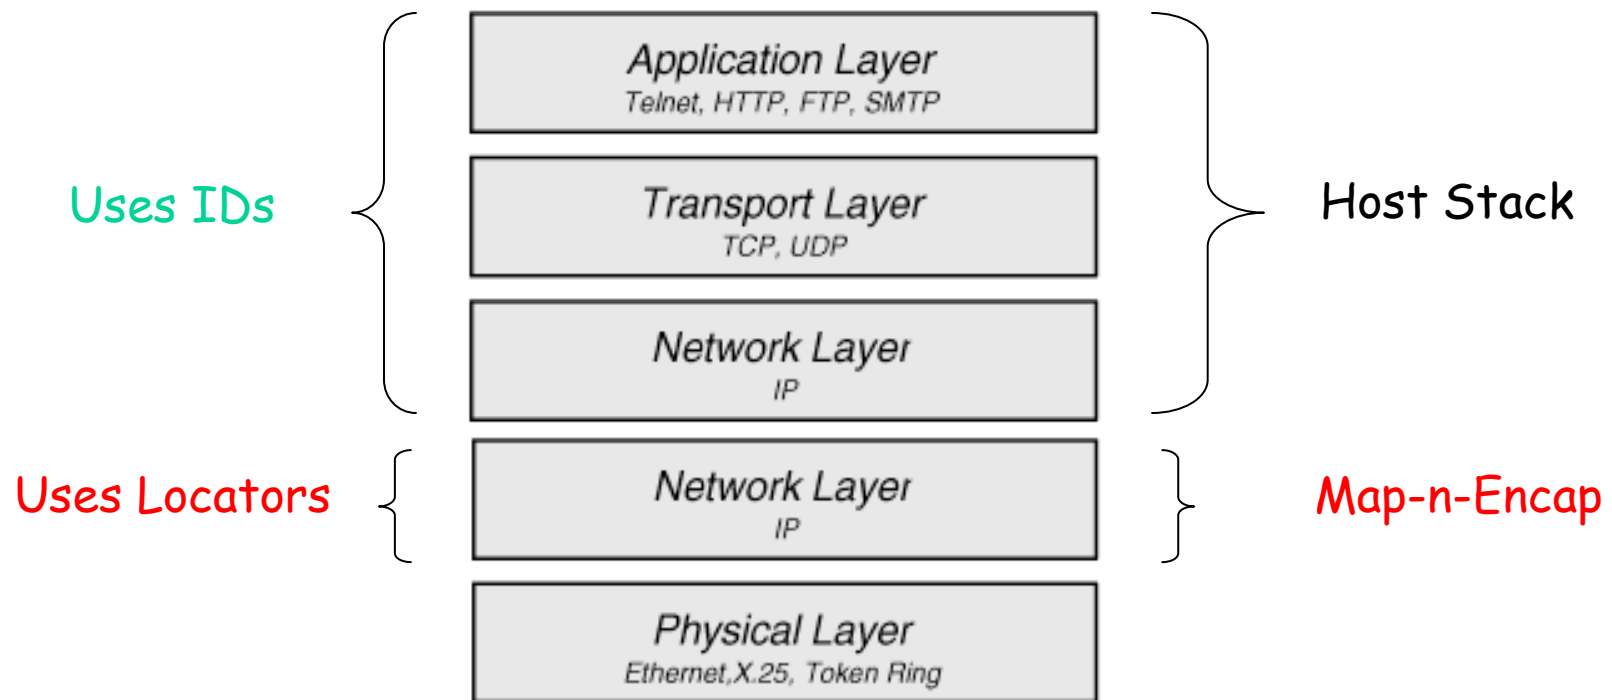 Application Layer
Telnet, HTTP, FTP, SMTP
Transport Layer
TCP, UDP
Uses IDs
Host Stack
Network Layer
IP
Network Layer
IP
Uses Locators
Map-n-Encap
Physical Layer
Ethernet,X.25, Token Ring